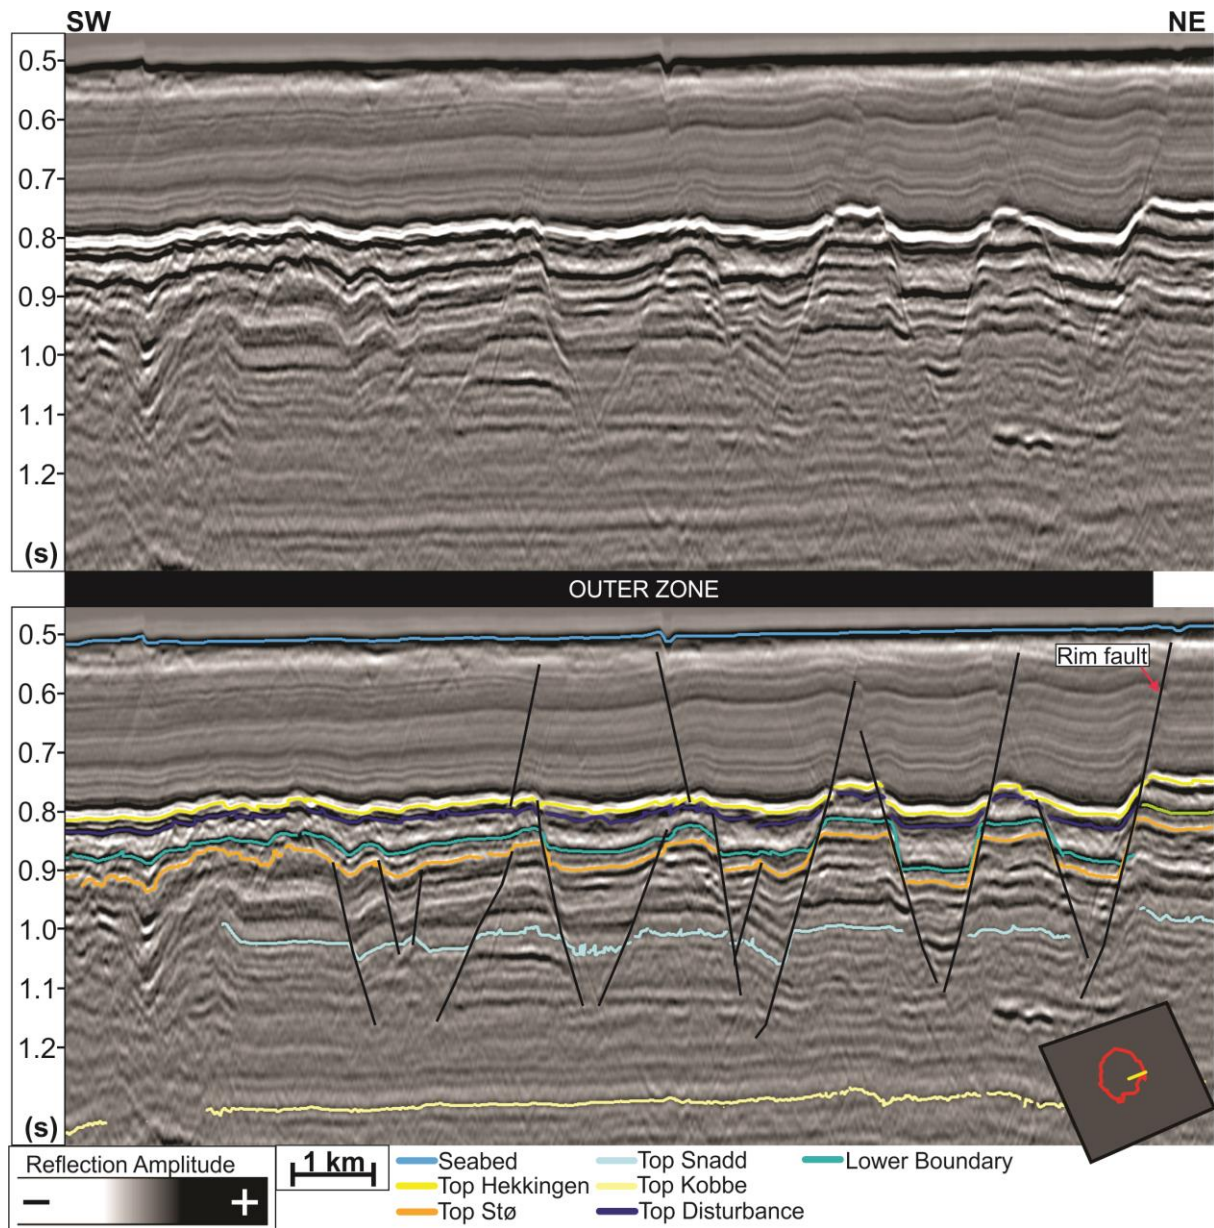 SW NE
0.5
0.6
0.7
0.8
0.9
1.0
1.1
1.2
(s)
OUTER ZONE
0.5
Rim fault
0.6
0.7
0.8
0.9
1.0
1.1
1.2
(s)
Reflection Amplitude
− +
1 km
Seabed Top Snadd Lower Boundary
Top Hekkingen Top Kobbe
Top Stø Top Disturbance